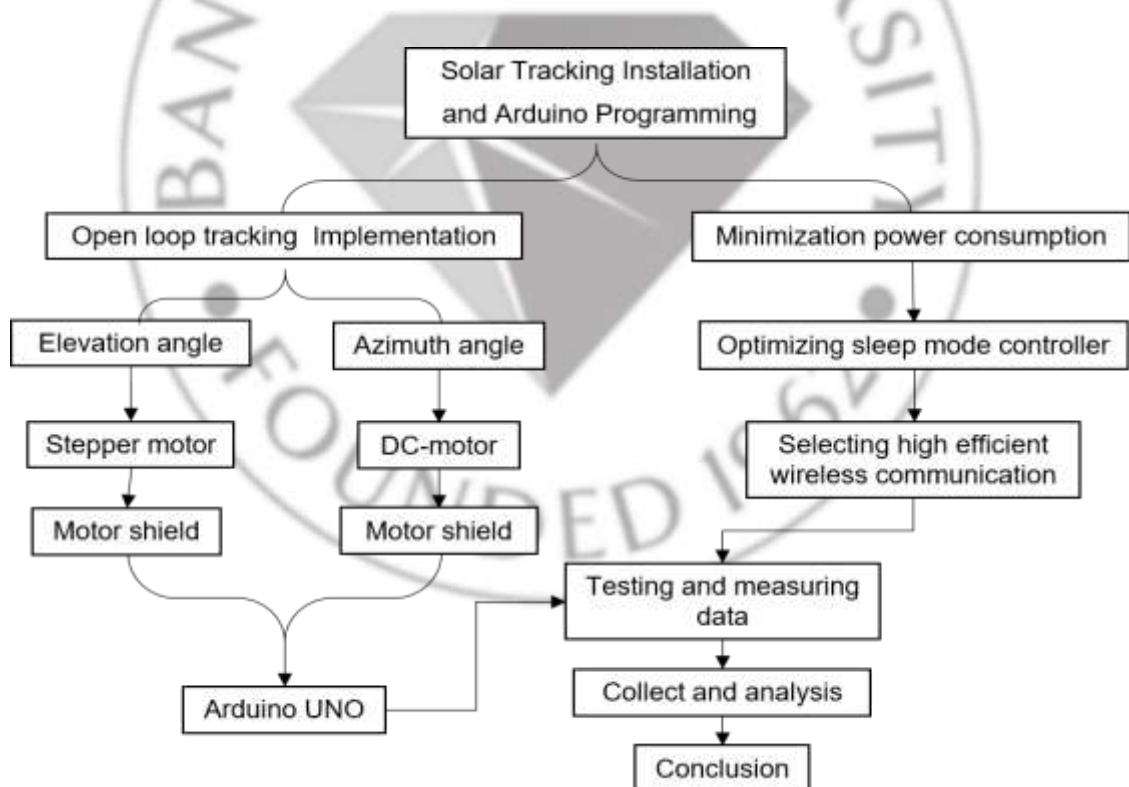 Solar Tracking Installation
and Arduino Programming
Open loop tracking Implementation
Minimization power consumption
Elevation angle
Azimuth angle
Optimizing sleep mode controller
Stepper motor
DC-motor
Selecting high efficient
wireless communication
Motor shield
Motor shield
Testing and measuring
data
Arduino UNO
Collect and analysis
Conclusion
FOUNDED 1962